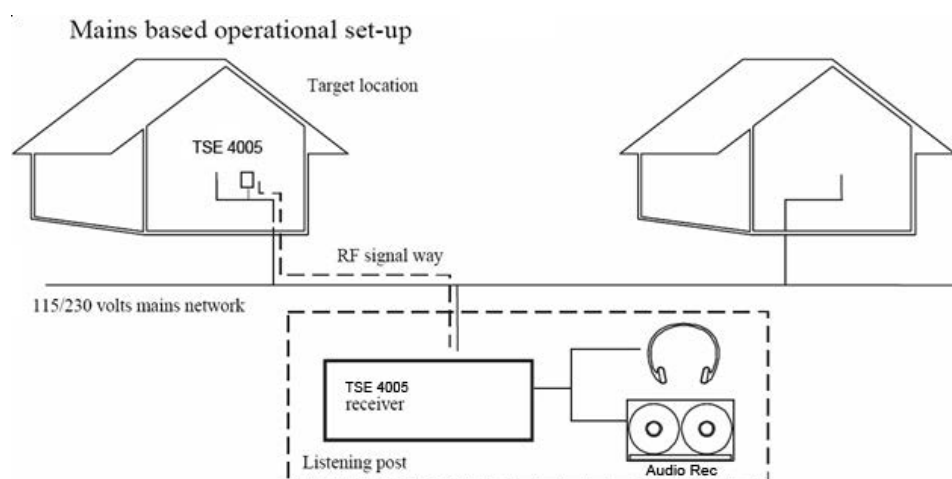 Mains based operational set-up
Target location
TSE 4005
RF signal way
115/230 volts mains network
TSE 4005
receiver
Listening post
Audio Rec